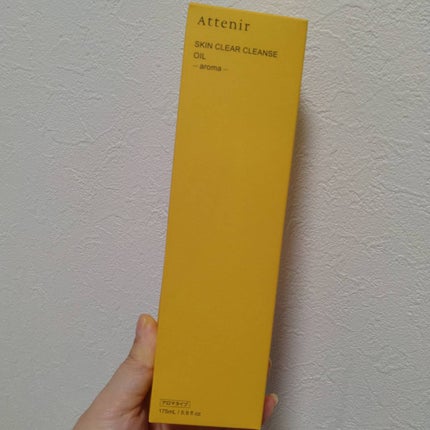 Attenir
SKIN CLEAR CLEANSE
OIL
– aroma –
アロマタイプ
175mL / 5.9 fl oz